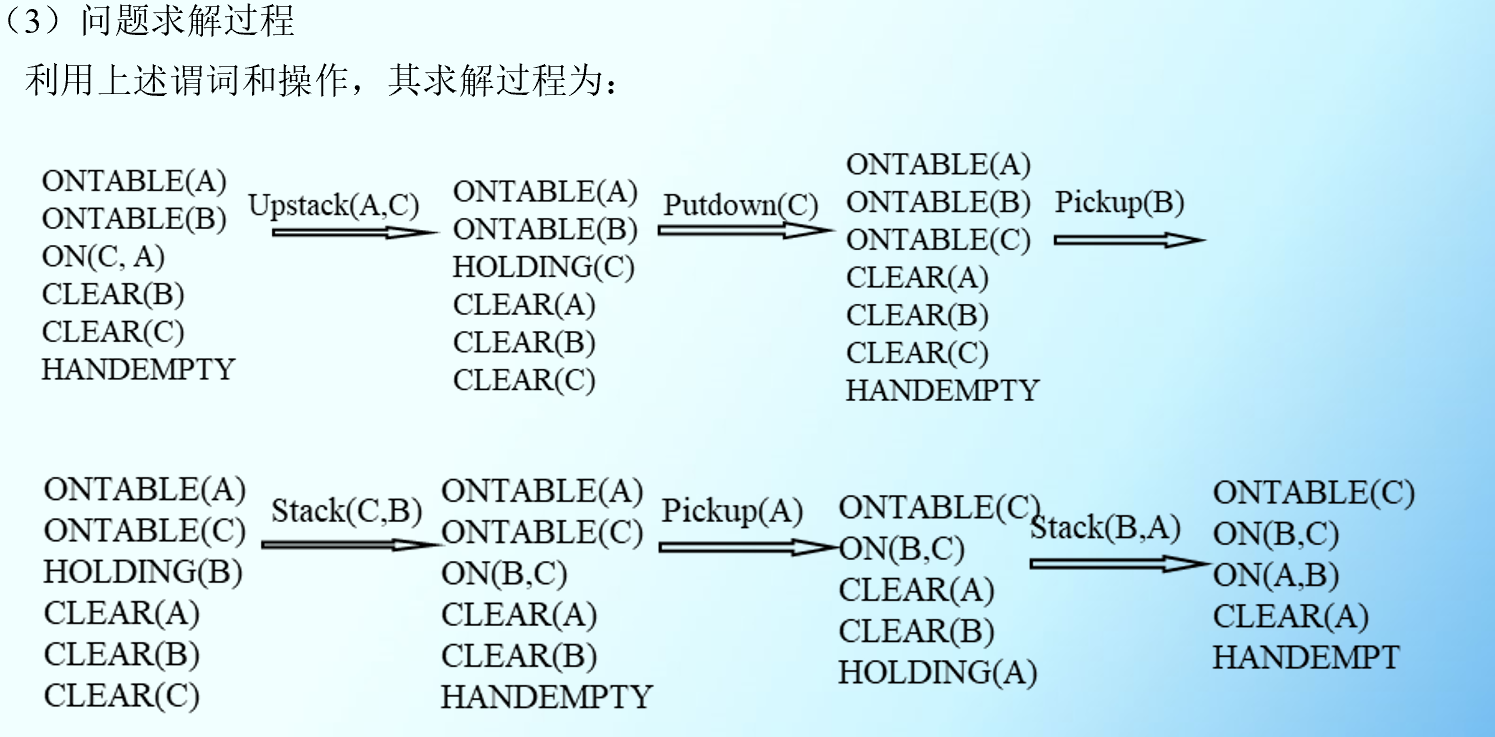 （3）问题求解过程
利用上述谓词和操作，其求解过程为：
ONTABLE(A)
ONTABLE(B)
ON(C, A)
CLEAR(B)
CLEAR(C)
HANDEMPTY
Upstack(A,C)
ONTABLE(A)
ONTABLE(B)
HOLDING(C)
CLEAR(A)
CLEAR(B)
CLEAR(C)
Putdown(C)
ONTABLE(A)
ONTABLE(B)
ONTABLE(C)
CLEAR(A)
CLEAR(B)
CLEAR(C)
HANDEMPTY
Pickup(B)
ONTABLE(A)
ONTABLE(C)
HOLDING(B)
CLEAR(A)
CLEAR(B)
CLEAR(C)
Stack(C,B)
ONTABLE(A)
ONTABLE(C)
ON(B,C)
CLEAR(A)
CLEAR(B)
HANDEMPTY
Pickup(A)
ONTABLE(C)
ON(B,C)
CLEAR(A)
CLEAR(B)
HOLDING(A)
Stack(B,A)
ONTABLE(C)
ON(B,C)
ON(A,B)
CLEAR(A)
HANDEMPT